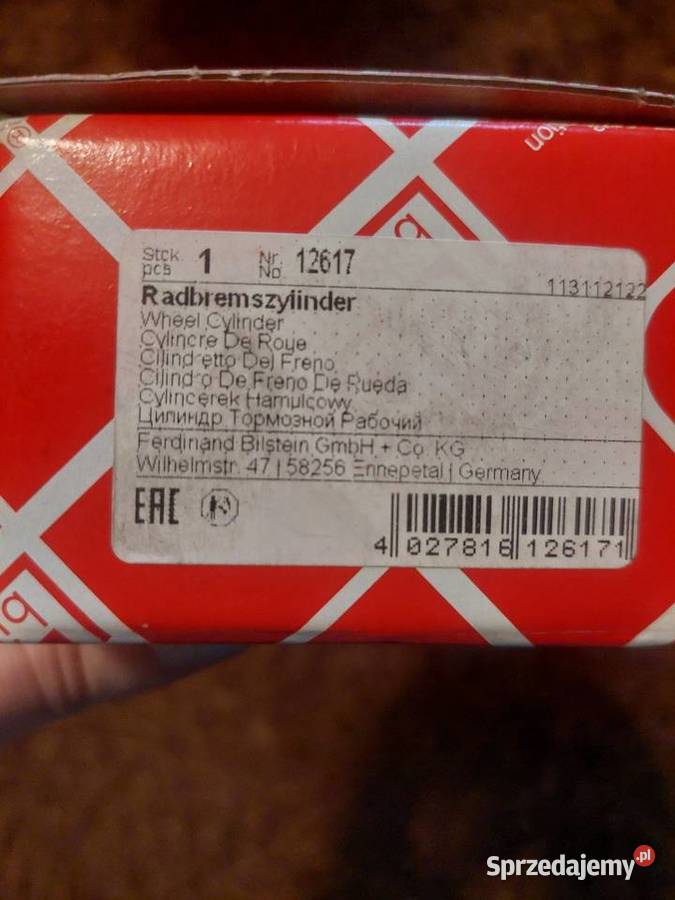 ion
b
Stck. 1 Nr. 12617
pcs No.
113112122
Radbremszylinder
Wheel Cylinder
Cylindre De Roue
Cilindretto Del Freno
Cilindro De Freno De Rueda
Cylinderek Hamulcowy
Цилиндр Тормозной Рабочий
Ferdinand Bilstein GmbH + Co. KG
Wilhelmstr. 47 | 58256 Ennepetal | Germany
EAC
4 027816 126171
bi
Sprzedajemy.pl